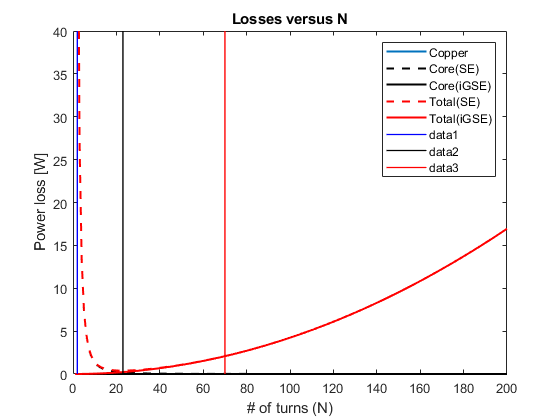 Losses versus N
Power loss [W]
40
35
30
25
20
15
10
5
0
Copper
Core(SE)
Core(iGSE)
Total(SE)
Total(iGSE)
data1
data2
data3
0 20 40 60 80 100 120 140 160 180 200
# of turns (N)